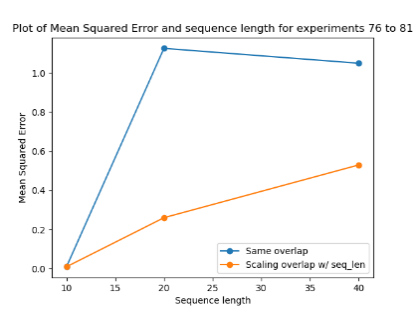 Plot of Mean Squared Error and sequence length for experiments 76 to 81
1.0
0.8
0.6
0.4
0.2
0.0
Mean Squared Error
Same overlap
Scaling overlap w/ seq_len
10 15 20 25 30 35 40
Sequence length